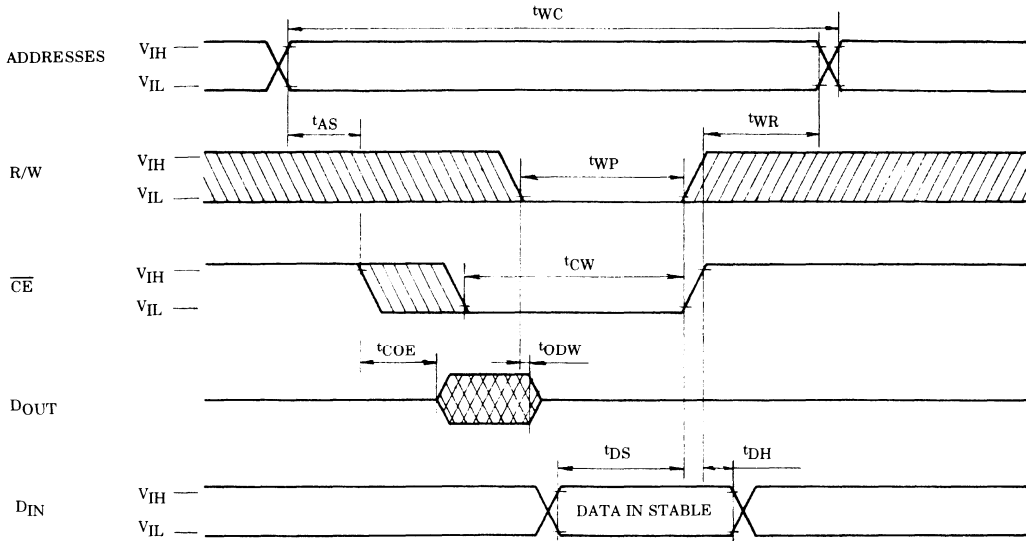 tWC
ADDRESSES
VIH
VIL
tAS
tWR
R/W
VIH
VIL
tWP
CE
VIH
VIL
tCW
tCOE
tODW
DOUT
tDS
tDH
DIN
VIH
VIL
DATA IN STABLE